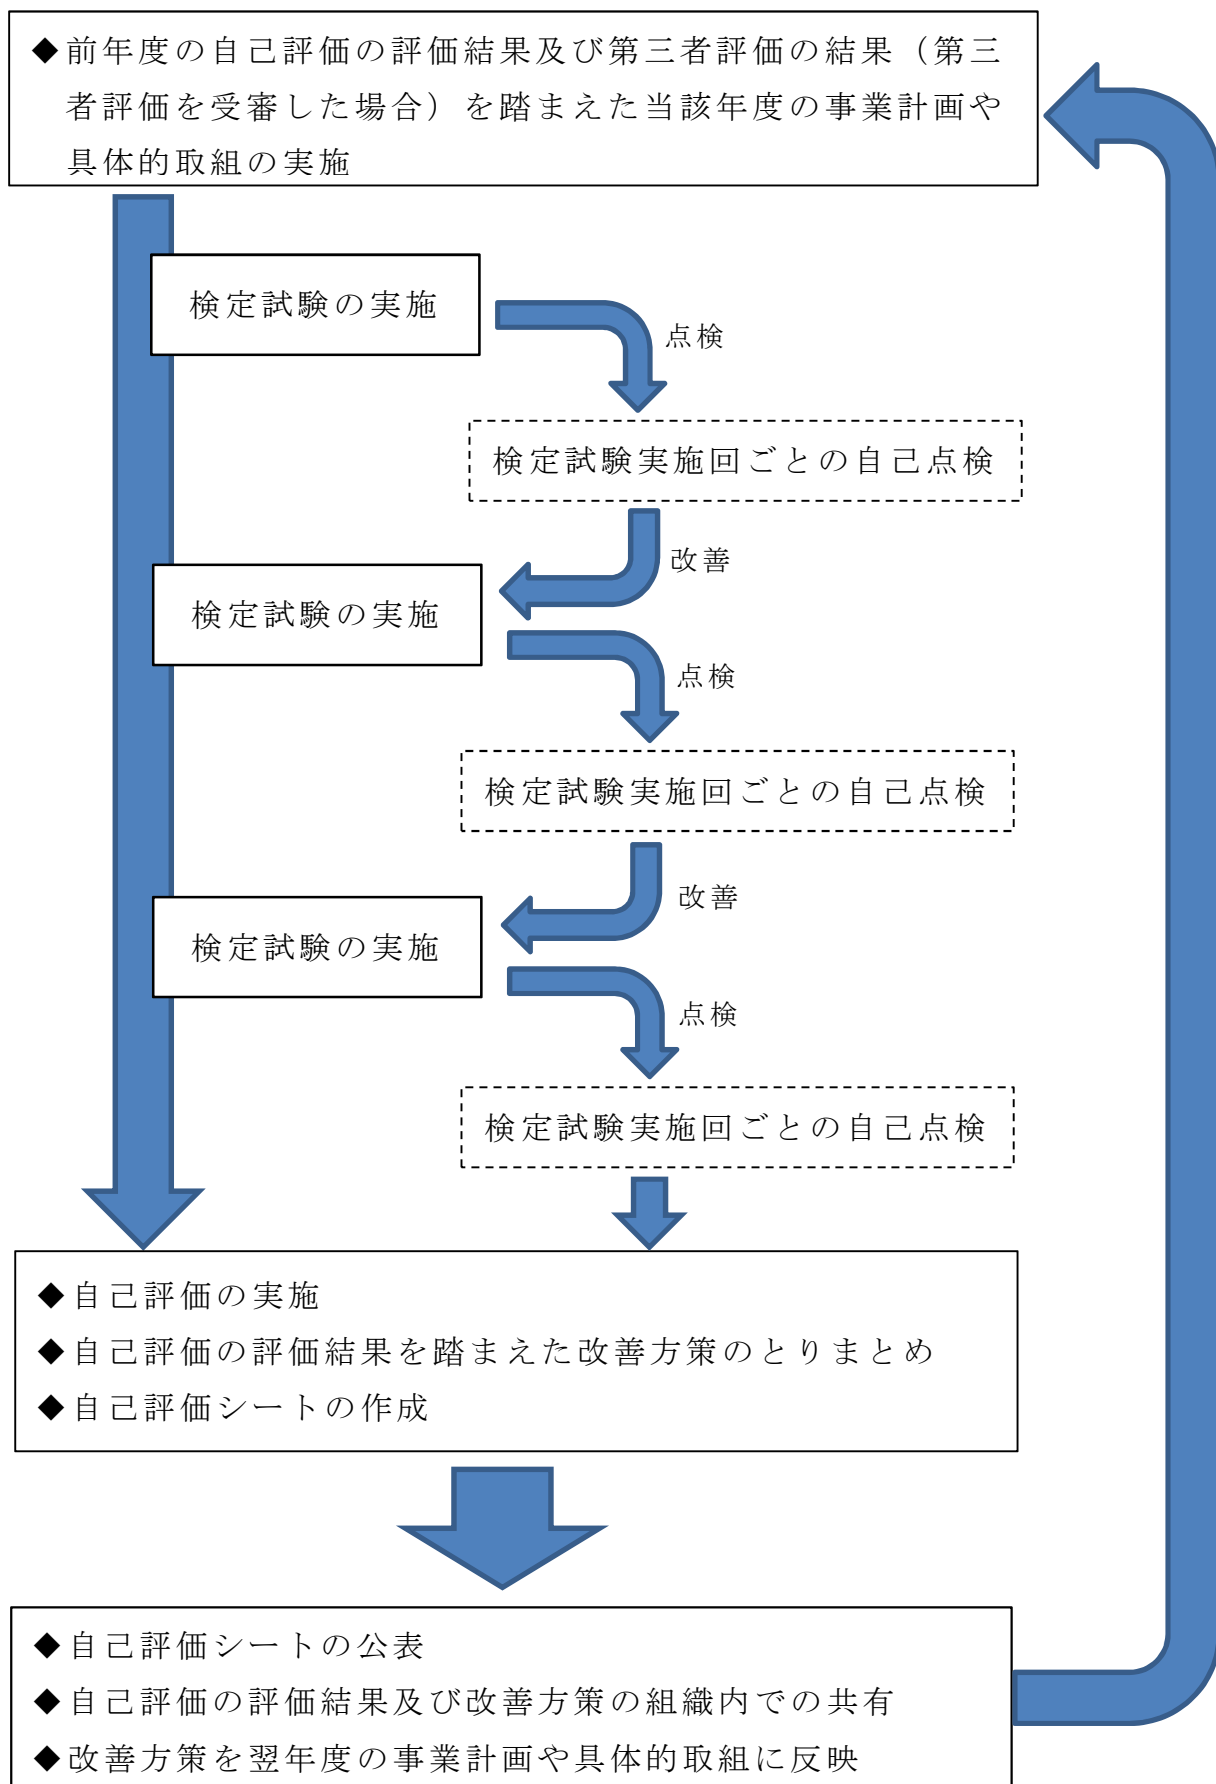 ◆前年度の自己評価の評価結果及び第三者評価の結果（第三
者評価を受審した場合）を踏まえた当該年度の事業計画や
具体的取組の実施
検定試験の実施
点検
検定試験実施回ごとの自己点検
改善
検定試験の実施
点検
検定試験実施回ごとの自己点検
改善
検定試験の実施
点検
検定試験実施回ごとの自己点検
◆自己評価の実施
◆自己評価の評価結果を踏まえた改善方策のとりまとめ
◆自己評価シートの作成
◆自己評価シートの公表
◆自己評価の評価結果及び改善方策の組織内での共有
◆改善方策を翌年度の事業計画や具体的取組に反映